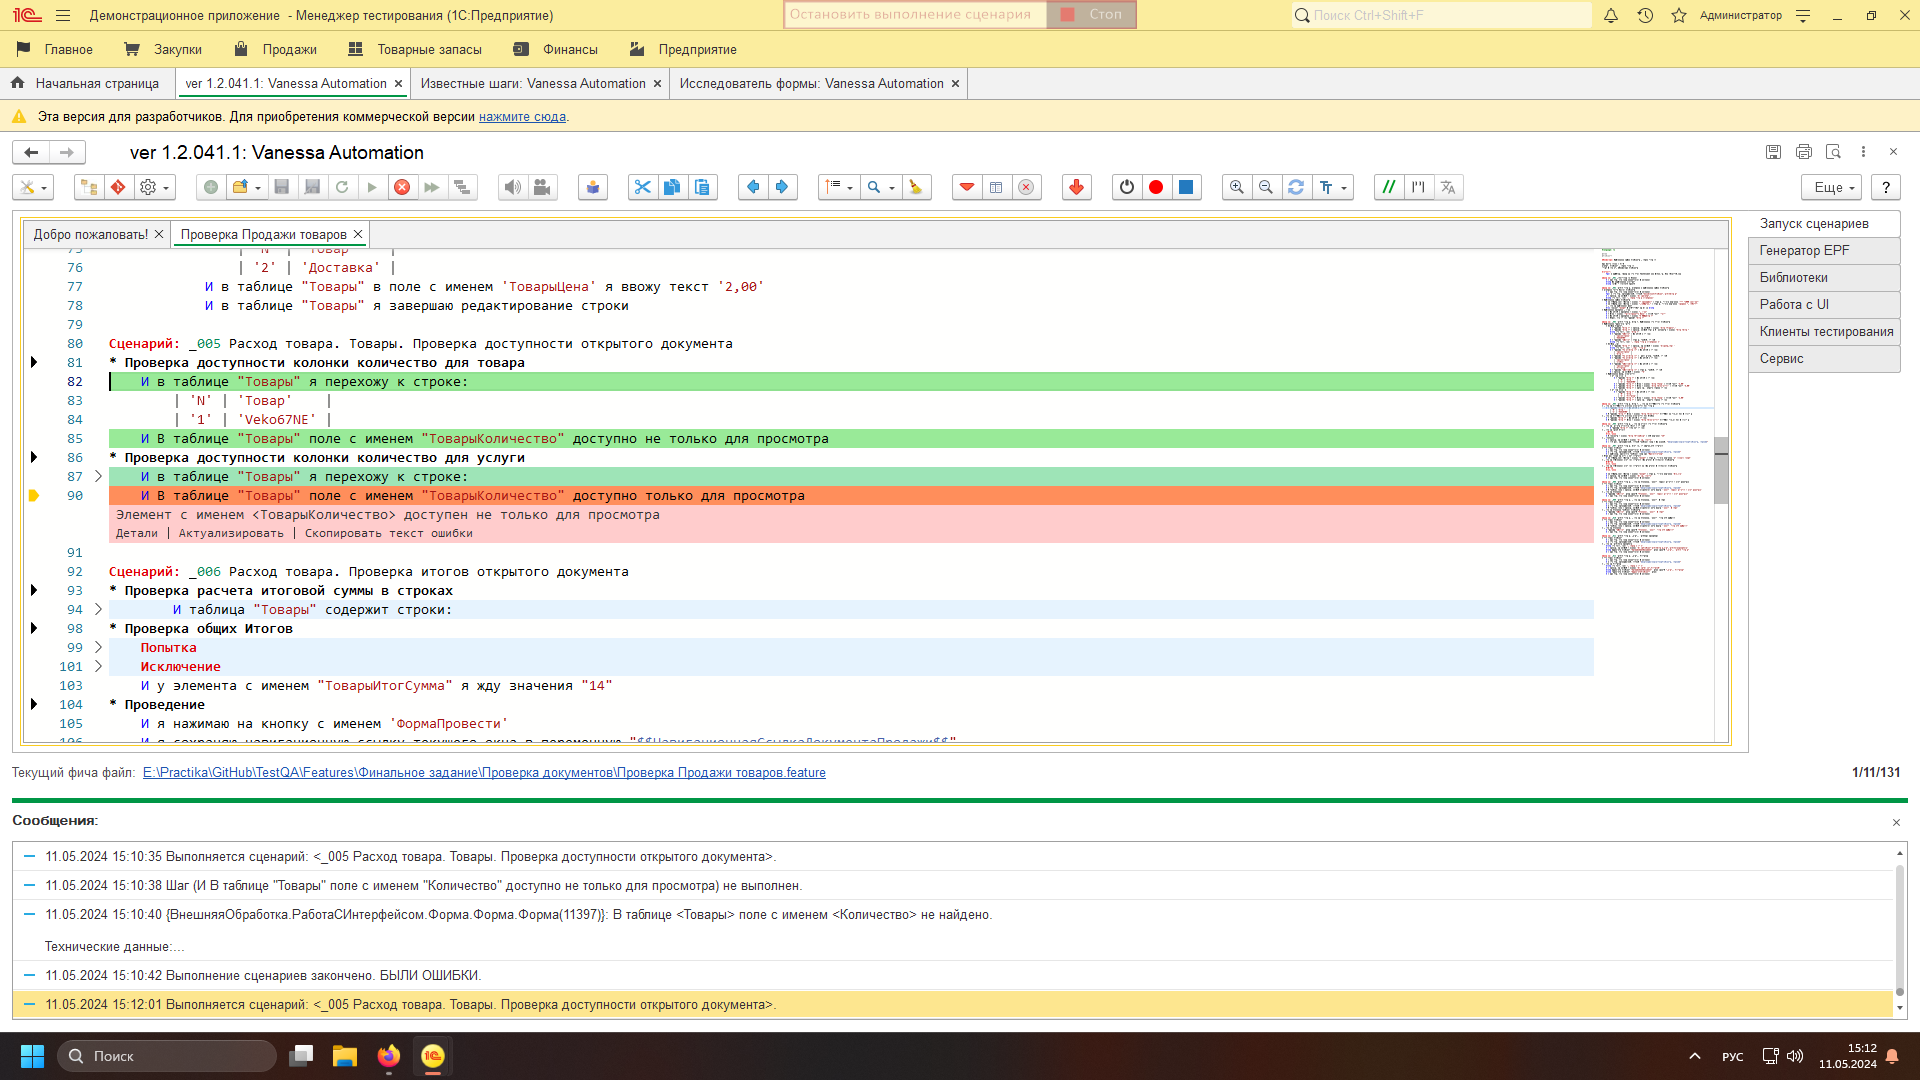 Демонстрационное приложение - Менеджер тестирования (1С:Предприятие)
Остановить выполнение сценария Стоп
Поиск Ctrl+Shift+F
Администратор
Главное Закупки Продажи Товарные запасы Финансы Предприятие
Начальная страница ver 1.2.041.1: Vanessa Automation × Известные шаги: Vanessa Automation × Исследователь формы: Vanessa Automation ×
Эта версия для разработчиков. Для приобретения коммерческой версии нажмите сюда.
ver 1.2.041.1: Vanessa Automation
Еще ?
Добро пожаловать! × Проверка Продажи товаров ×
76 | '2' | 'Доставка' |
77 И в таблице "Товары" в поле с именем 'ТоварыЦена' я ввожу текст '2,00'
78 И в таблице "Товары" я завершаю редактирование строки
79
80 Сценарий: _005 Расход товара. Товары. Проверка доступности открытого документа
81 * Проверка доступности колонки количество для товара
82 И в таблице "Товары" я перехожу к строке:
83 | 'N' | 'Товар' |
84 | '1' | 'Veko67NE' |
85 И В таблице "Товары" поле с именем "ТоварыКоличество" доступно не только для просмотра
86 * Проверка доступности колонки количество для услуги
87 И в таблице "Товары" я перехожу к строке:
90 И В таблице "Товары" поле с именем "ТоварыКоличество" доступно только для просмотра
Элемент с именем <ТоварыКоличество> доступен не только для просмотра
Детали | Актуализировать | Скопировать текст ошибки
91
92 Сценарий: _006 Расход товара. Проверка итогов открытого документа
93 * Проверка расчета итоговой суммы в строках
94 И таблица "Товары" содержит строки:
98 * Проверка общих Итогов
99 Попытка
101 Исключение
103 И у элемента с именем "ТоварыИтогСумма" я жду значения "14"
104 * Проведение
105 И я нажимаю на кнопку с именем 'ФормаПровести'
106 И я сохраняю навигационную ссылку текущего окна в переменную "$$НавигационнаяСсылкаДокументаПродажи$$"
Запуск сценариев
Генератор EPF
Библиотеки
Работа с UI
Клиенты тестирования
Сервис
Текущий фича файл: E:\Practika\GitHub\TestQA\Features\Финальное задание\Проверка документов\Проверка Продажи товаров.feature
1/11/131
Сообщения:
11.05.2024 15:10:35 Выполняется сценарий: <_005 Расход товара. Товары. Проверка доступности открытого документа>.
11.05.2024 15:10:38 Шаг (И В таблице "Товары" поле с именем "Количество" доступно не только для просмотра) не выполнен.
11.05.2024 15:10:40 {ВнешняяОбработка.РаботаСИнтерфейсом.Форма.Форма.Форма(11397)}: В таблице <Товары> поле с именем <Количество> не найдено.
Технические данные:...
11.05.2024 15:10:42 Выполнение сценариев закончено. БЫЛИ ОШИБКИ.
11.05.2024 15:12:01 Выполняется сценарий: <_005 Расход товара. Товары. Проверка доступности открытого документа>.
Поиск
РУС
15:12
11.05.2024